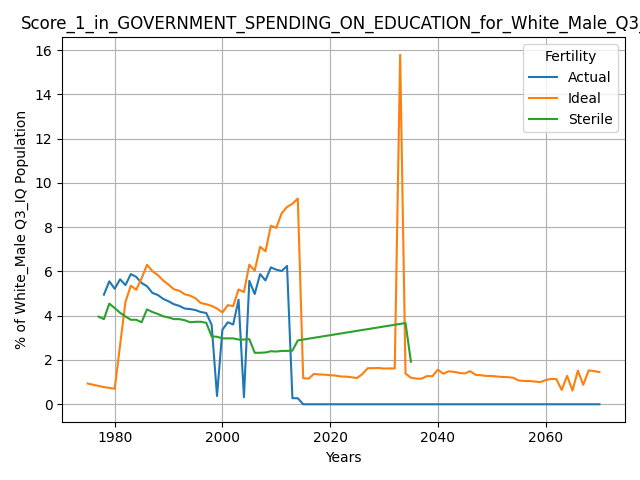 Score_1_in_GOVERNMENT_SPENDING_ON_EDUCATION_for_White_Male_Q3_
Fertility
Actual
Ideal
Sterile
% of White_Male Q3_IQ Population
16
14
12
10
8
6
4
2
0
1980 2000 2020 2040 2060
Years